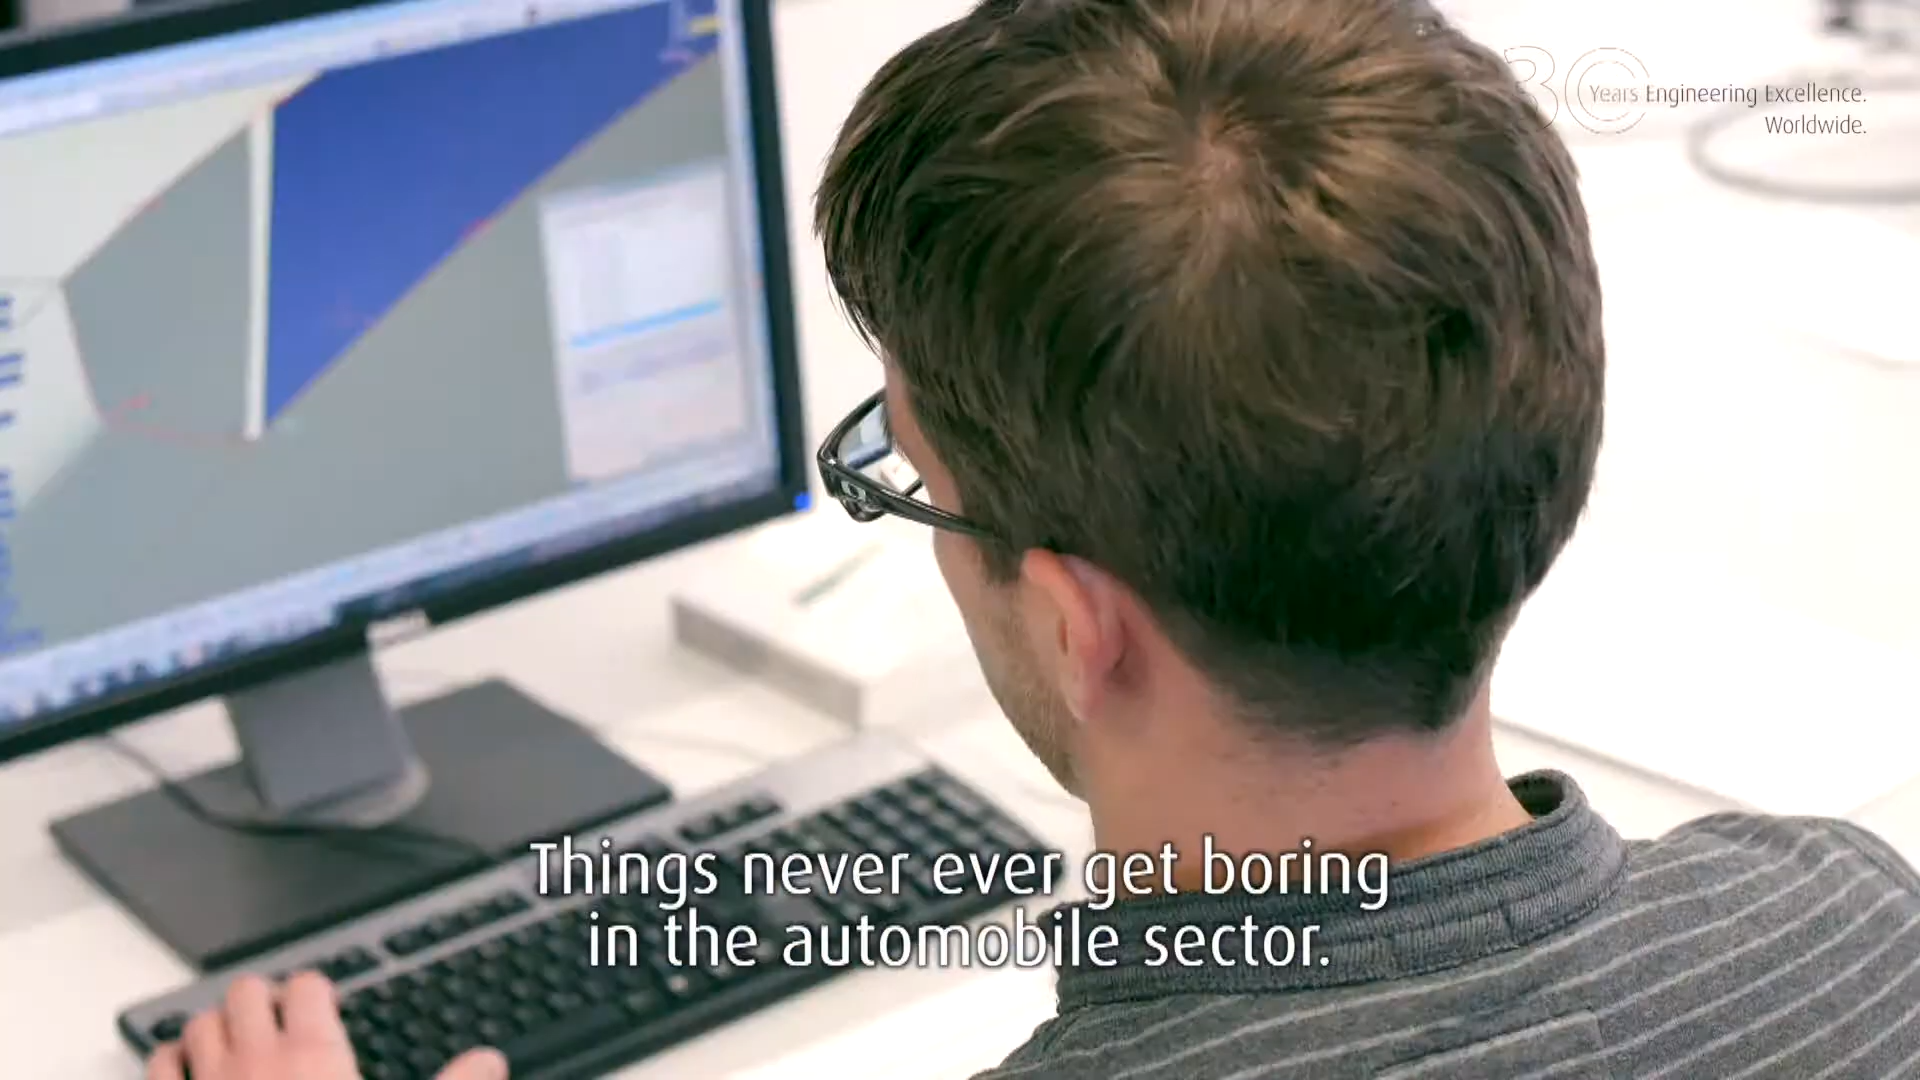 30 Years Engineering Excellence.
Worldwide.
Things never ever get boring
in the automobile sector.